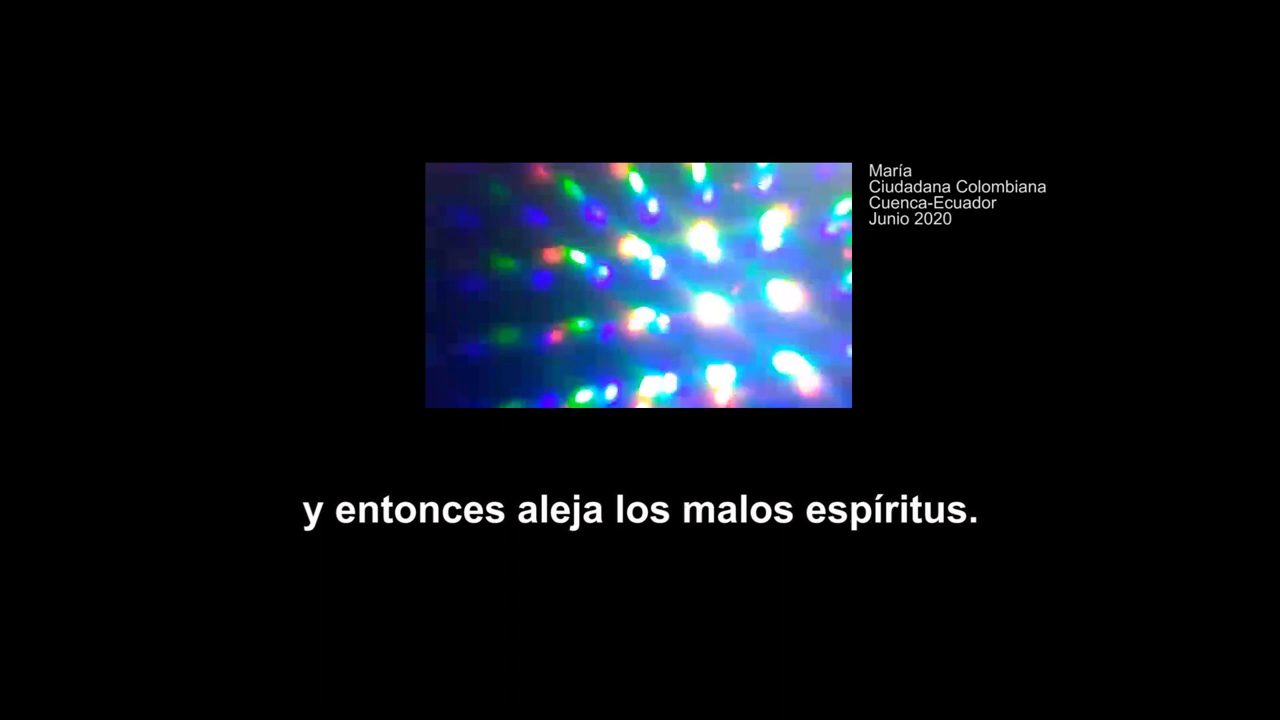 María
Ciudadana Colombiana
Cuenca-Ecuador
Junio 2020
y entonces aleja los malos espíritus.